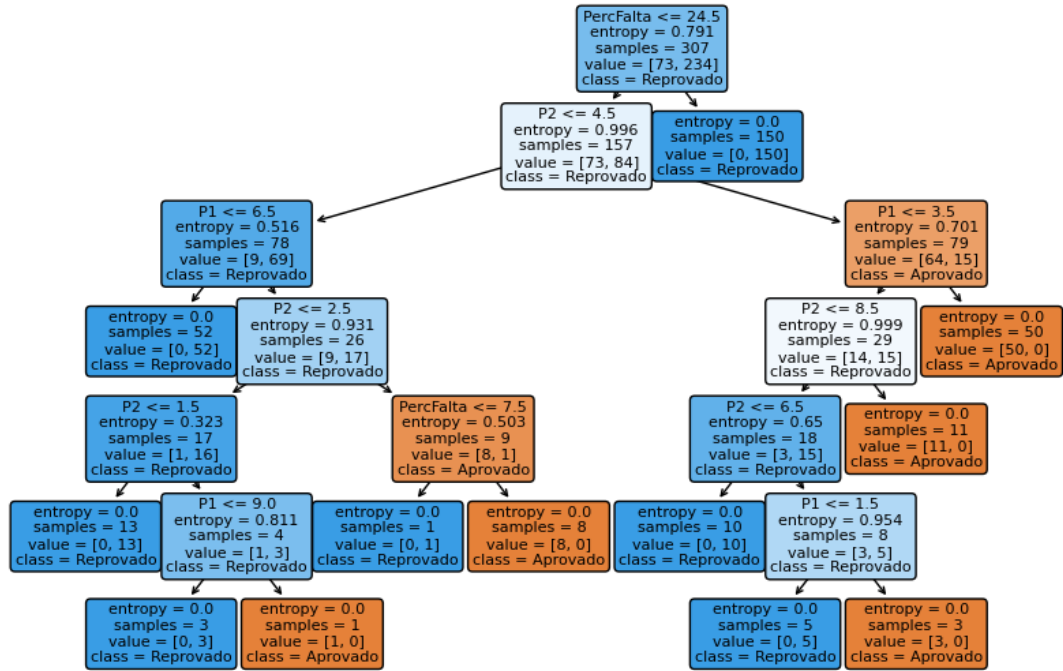 PercFalta <= 24.5
entropy = 0.791
samples = 307
value = [73, 234]
class = Reprovado
P2 <= 4.5
entropy = 0.996
samples = 157
value = [73, 84]
class = Reprovado
entropy = 0.0
samples = 150
value = [0, 150]
class = Reprovado
P1 <= 6.5
entropy = 0.516
samples = 78
value = [9, 69]
class = Reprovado
P1 <= 3.5
entropy = 0.701
samples = 79
value = [64, 15]
class = Aprovado
entropy = 0.0
samples = 52
value = [0, 52]
class = Reprovado
P2 <= 2.5
entropy = 0.931
samples = 26
value = [9, 17]
class = Reprovado
P2 <= 8.5
entropy = 0.999
samples = 29
value = [14, 15]
class = Reprovado
entropy = 0.0
samples = 50
value = [50, 0]
class = Aprovado
P2 <= 1.5
entropy = 0.323
samples = 17
value = [1, 16]
class = Reprovado
PercFalta <= 7.5
entropy = 0.503
samples = 9
value = [8, 1]
class = Aprovado
P2 <= 6.5
entropy = 0.65
samples = 18
value = [3, 15]
class = Reprovado
entropy = 0.0
samples = 11
value = [11, 0]
class = Aprovado
entropy = 0.0
samples = 13
value = [0, 13]
class = Reprovado
P1 <= 9.0
entropy = 0.811
samples = 4
value = [1, 3]
class = Reprovado
entropy = 0.0
samples = 1
value = [0, 1]
class = Reprovado
entropy = 0.0
samples = 8
value = [8, 0]
class = Aprovado
entropy = 0.0
samples = 10
value = [0, 10]
class = Reprovado
P1 <= 1.5
entropy = 0.954
samples = 8
value = [3, 5]
class = Reprovado
entropy = 0.0
samples = 3
value = [0, 3]
class = Reprovado
entropy = 0.0
samples = 1
value = [1, 0]
class = Aprovado
entropy = 0.0
samples = 5
value = [0, 5]
class = Reprovado
entropy = 0.0
samples = 3
value = [3, 0]
class = Aprovado